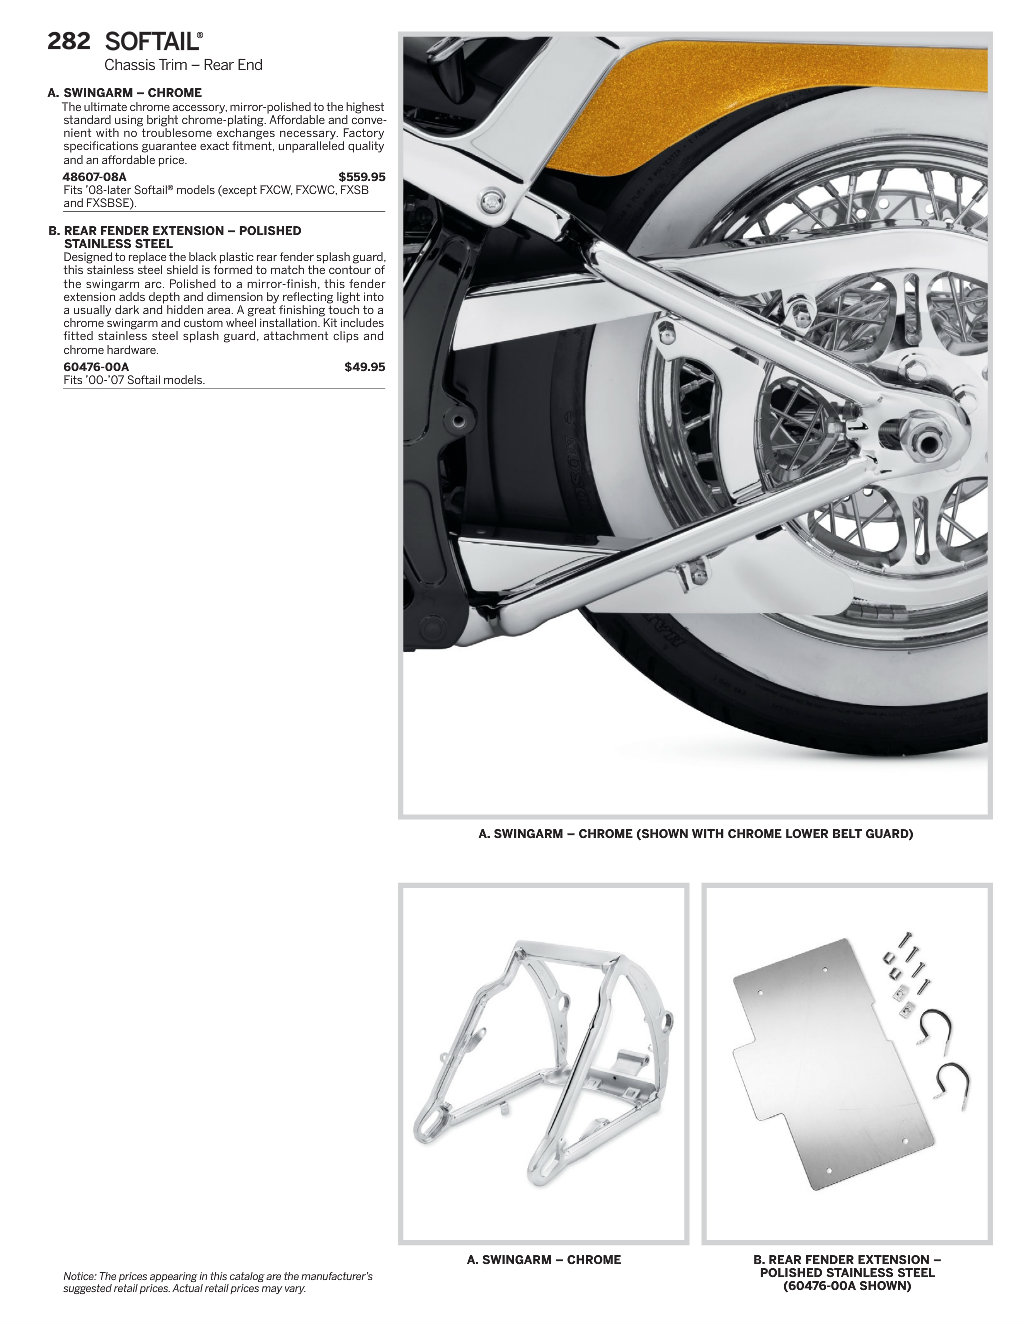 282 SOFTAIL®
Chassis Trim – Rear End
A. SWINGARM – CHROME
The ultimate chrome accessory, mirror-polished to the highest
standard using bright chrome-plating. Affordable and conve-
nient with no troublesome exchanges necessary. Factory
specifications guarantee exact fitment, unparalleled quality
and an affordable price.
48607-08A $559.95
Fits ’08-later Softail® models (except FXCW, FXCWC, FXSB
and FXSBSE).
B. REAR FENDER EXTENSION – POLISHED
STAINLESS STEEL
Designed to replace the black plastic rear fender splash guard,
this stainless steel shield is formed to match the contour of
the swingarm arc. Polished to a mirror-finish, this fender
extension adds depth and dimension by reflecting light into
a usually dark and hidden area. A great finishing touch to a
chrome swingarm and custom wheel installation. Kit includes
fitted stainless steel splash guard, attachment clips and
chrome hardware.
60476-00A $49.95
Fits ’00-’07 Softail models.
A. SWINGARM – CHROME (SHOWN WITH CHROME LOWER BELT GUARD)
A. SWINGARM – CHROME
B. REAR FENDER EXTENSION –
POLISHED STAINLESS STEEL
(60476-00A SHOWN)
Notice: The prices appearing in this catalog are the manufacturer’s
suggested retail prices. Actual retail prices may vary.